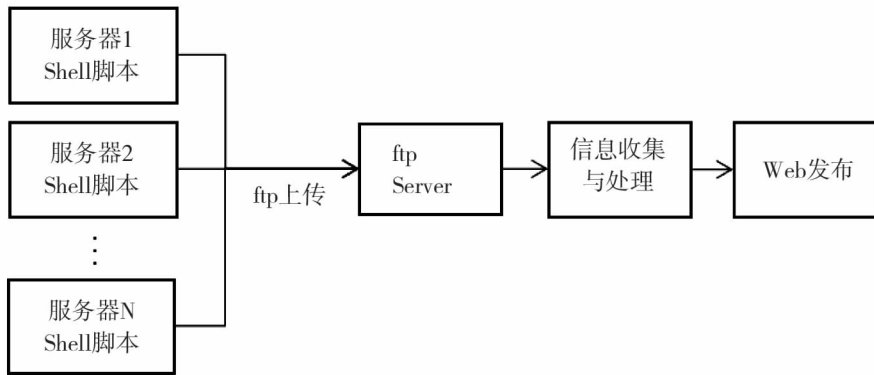 服务器1
Shell脚本
服务器2
Shell脚本
⋮
服务器N
Shell脚本
ftp上传
ftp
Server
信息收集
与处理
Web发布